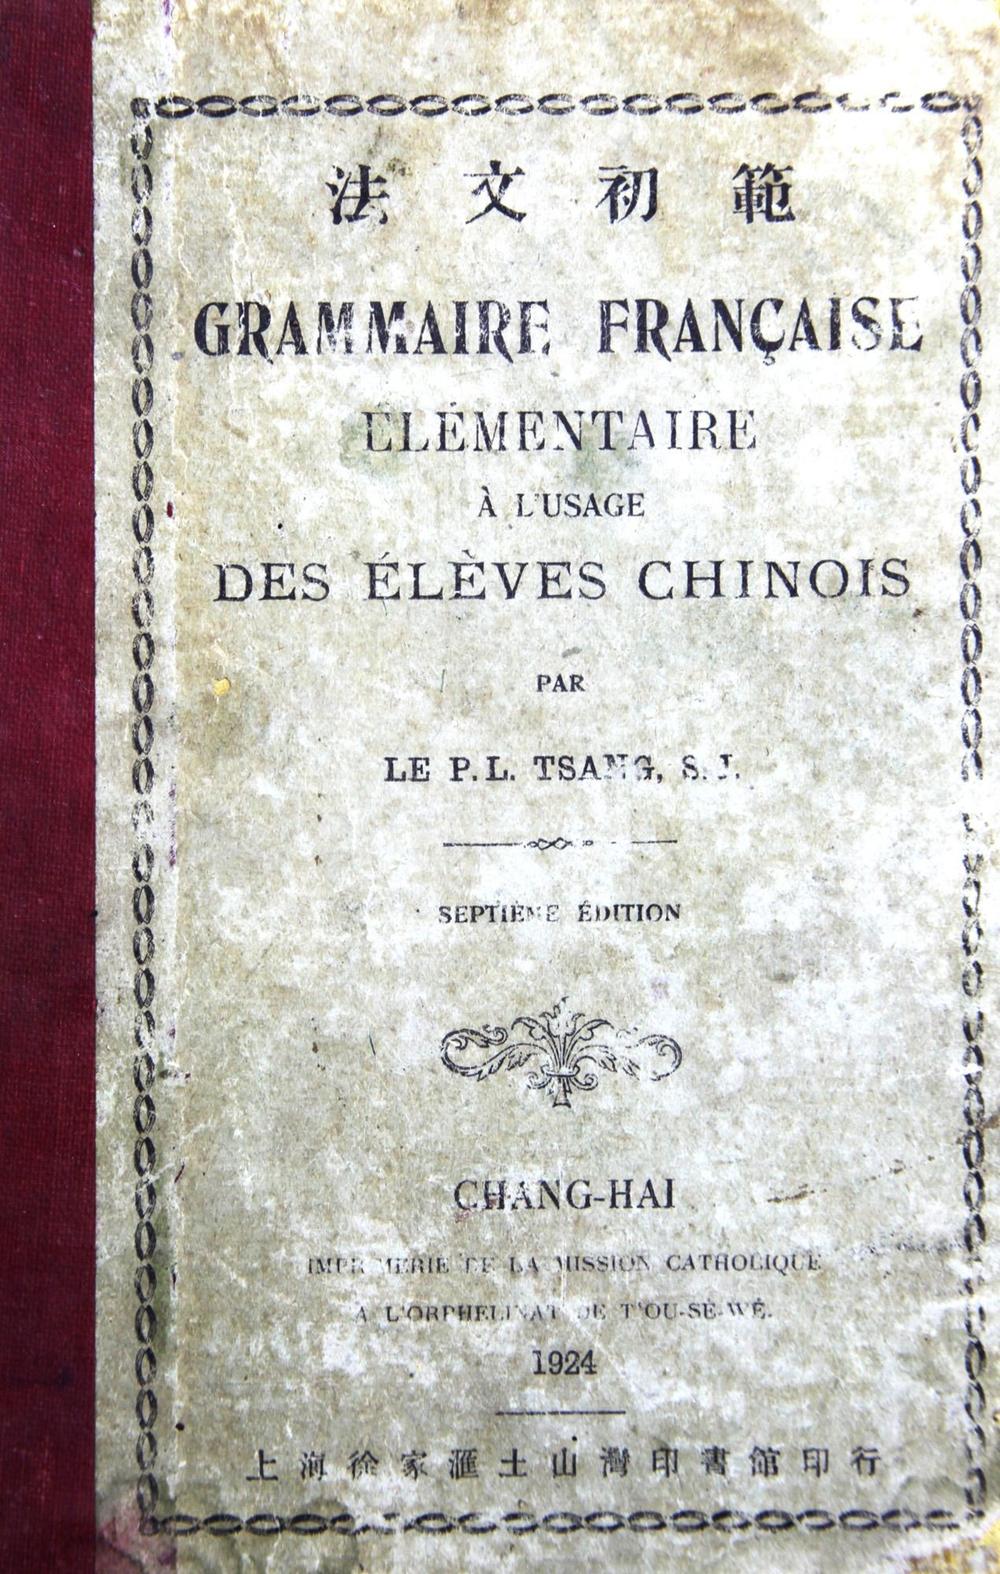 法文初範
GRAMMAIRE FRANÇAISE
ÉLÉMENTAIRE
À L'USAGE
DES ÉLÈVES CHINOIS
PAR
LE P. L. TSANG, S. J.
SEPTIÈME ÉDITION
CHANG-HAI
IMPRIMERIE DE LA MISSION CATHOLIQUE
A L'ORPHELINAT DE T'OU-SÈ-WÉ.
1924
上海徐家滙土山灣印書館印行